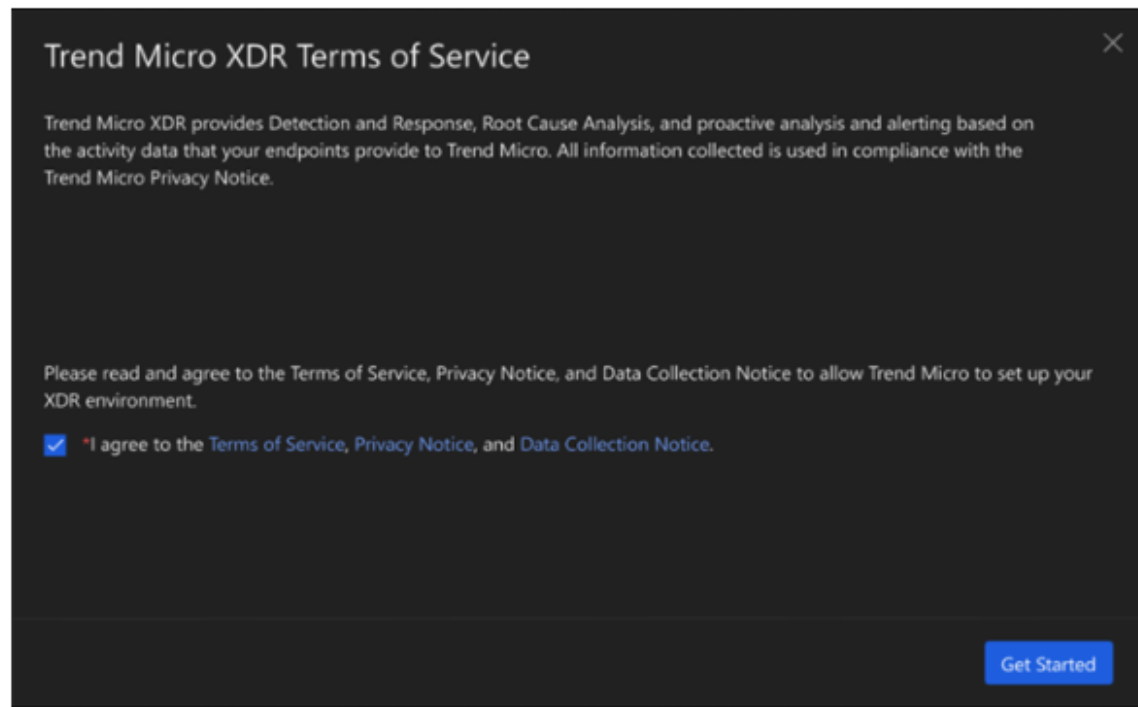 Trend Micro XDR Terms of Service
Trend Micro XDR provides Detection and Response, Root Cause Analysis, and proactive analysis and alerting based on
the activity data that your endpoints provide to Trend Micro. All information collected is used in compliance with the
Trend Micro Privacy Notice.
Please read and agree to the Terms of Service, Privacy Notice, and Data Collection Notice to allow Trend Micro to set up your
XDR environment.
*I agree to the Terms of Service, Privacy Notice, and Data Collection Notice.
Get Started